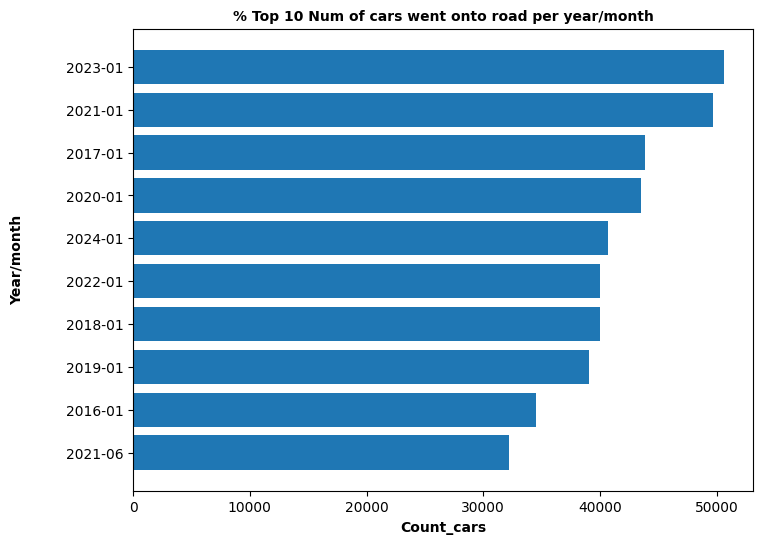 % Top 10 Num of cars went onto road per year/month
Year/month
2023-01
2021-01
2017-01
2020-01
2024-01
2022-01
2018-01
2019-01
2016-01
2021-06
0 10000 20000 30000 40000 50000
Count_cars